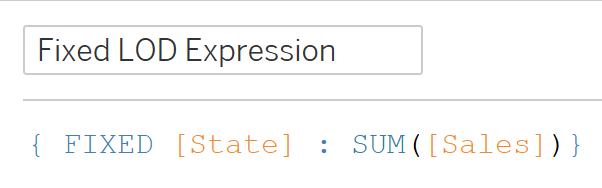 Fixed LOD Expression
{ FIXED [State] : SUM([Sales])}